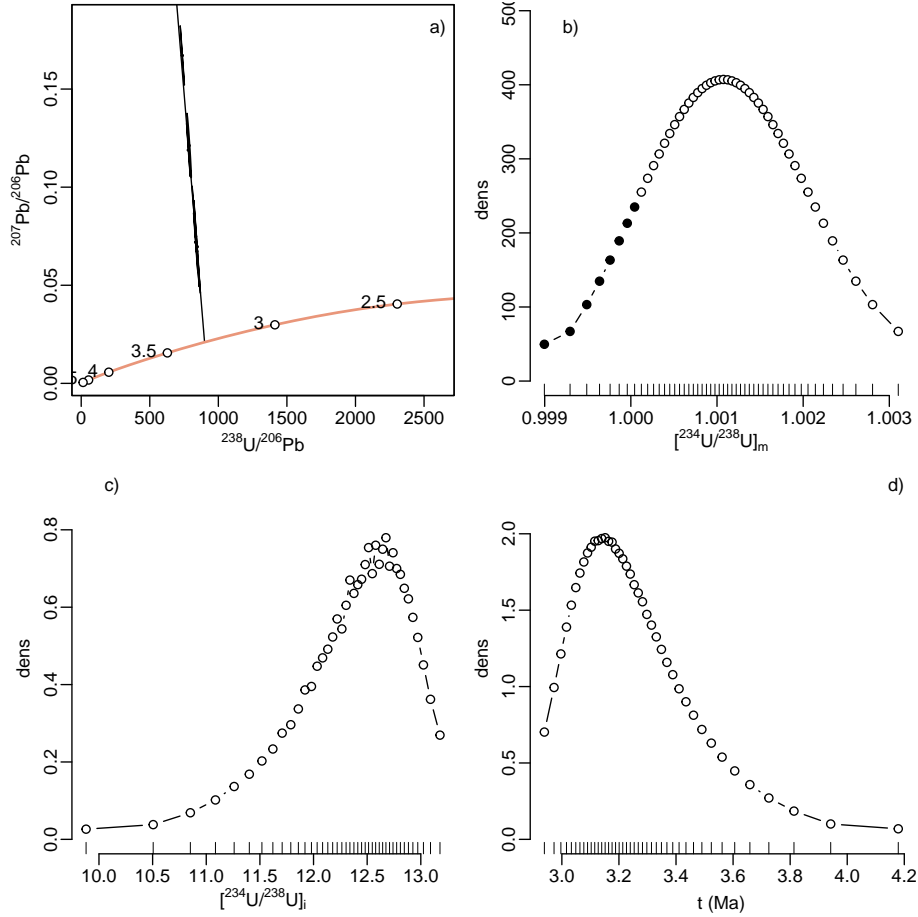 a)
0.00 0.05 0.10 0.15
²⁰⁷Pb/²⁰⁶Pb
4
3.5
3
2.5
0 500 1000 1500 2000 2500
²³⁸U/²⁰⁶Pb
b)
0 100 200 300 400
dens
0.999 1.000 1.001 1.002 1.003
[²³⁴U/²³⁸U]ₘ
c)
0.0 0.2 0.4 0.6 0.8
dens
10.0 10.5 11.0 11.5 12.0 12.5 13.0
[²³⁴U/²³⁸U]ᵢ
d)
0.0 0.5 1.0 1.5 2.0
dens
3.0 3.2 3.4 3.6 3.8 4.0 4.2
t (Ma)